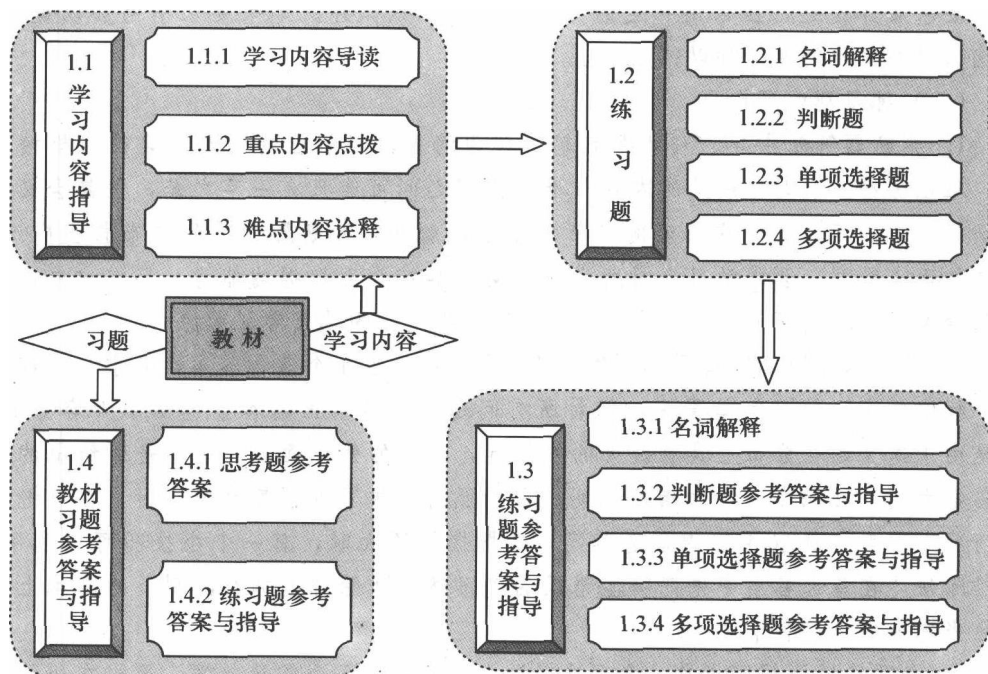 1.1
学
习
内
容
指
导
1.1.1 学习内容导读
1.1.2 重点内容点拨
1.1.3 难点内容诠释
1.2
练
习
题
1.2.1 名词解释
1.2.2 判断题
1.2.3 单项选择题
1.2.4 多项选择题
习题
教材
学习内容
1.4
教材
习题
参考
答案
与指
导
1.4.1 思考题参考
答案
1.4.2 练习题参考
答案与指导
1.3
练习
题参
考答
案与
指导
1.3.1 名词解释
1.3.2 判断题参考答案与指导
1.3.3 单项选择题参考答案与指导
1.3.4 多项选择题参考答案与指导